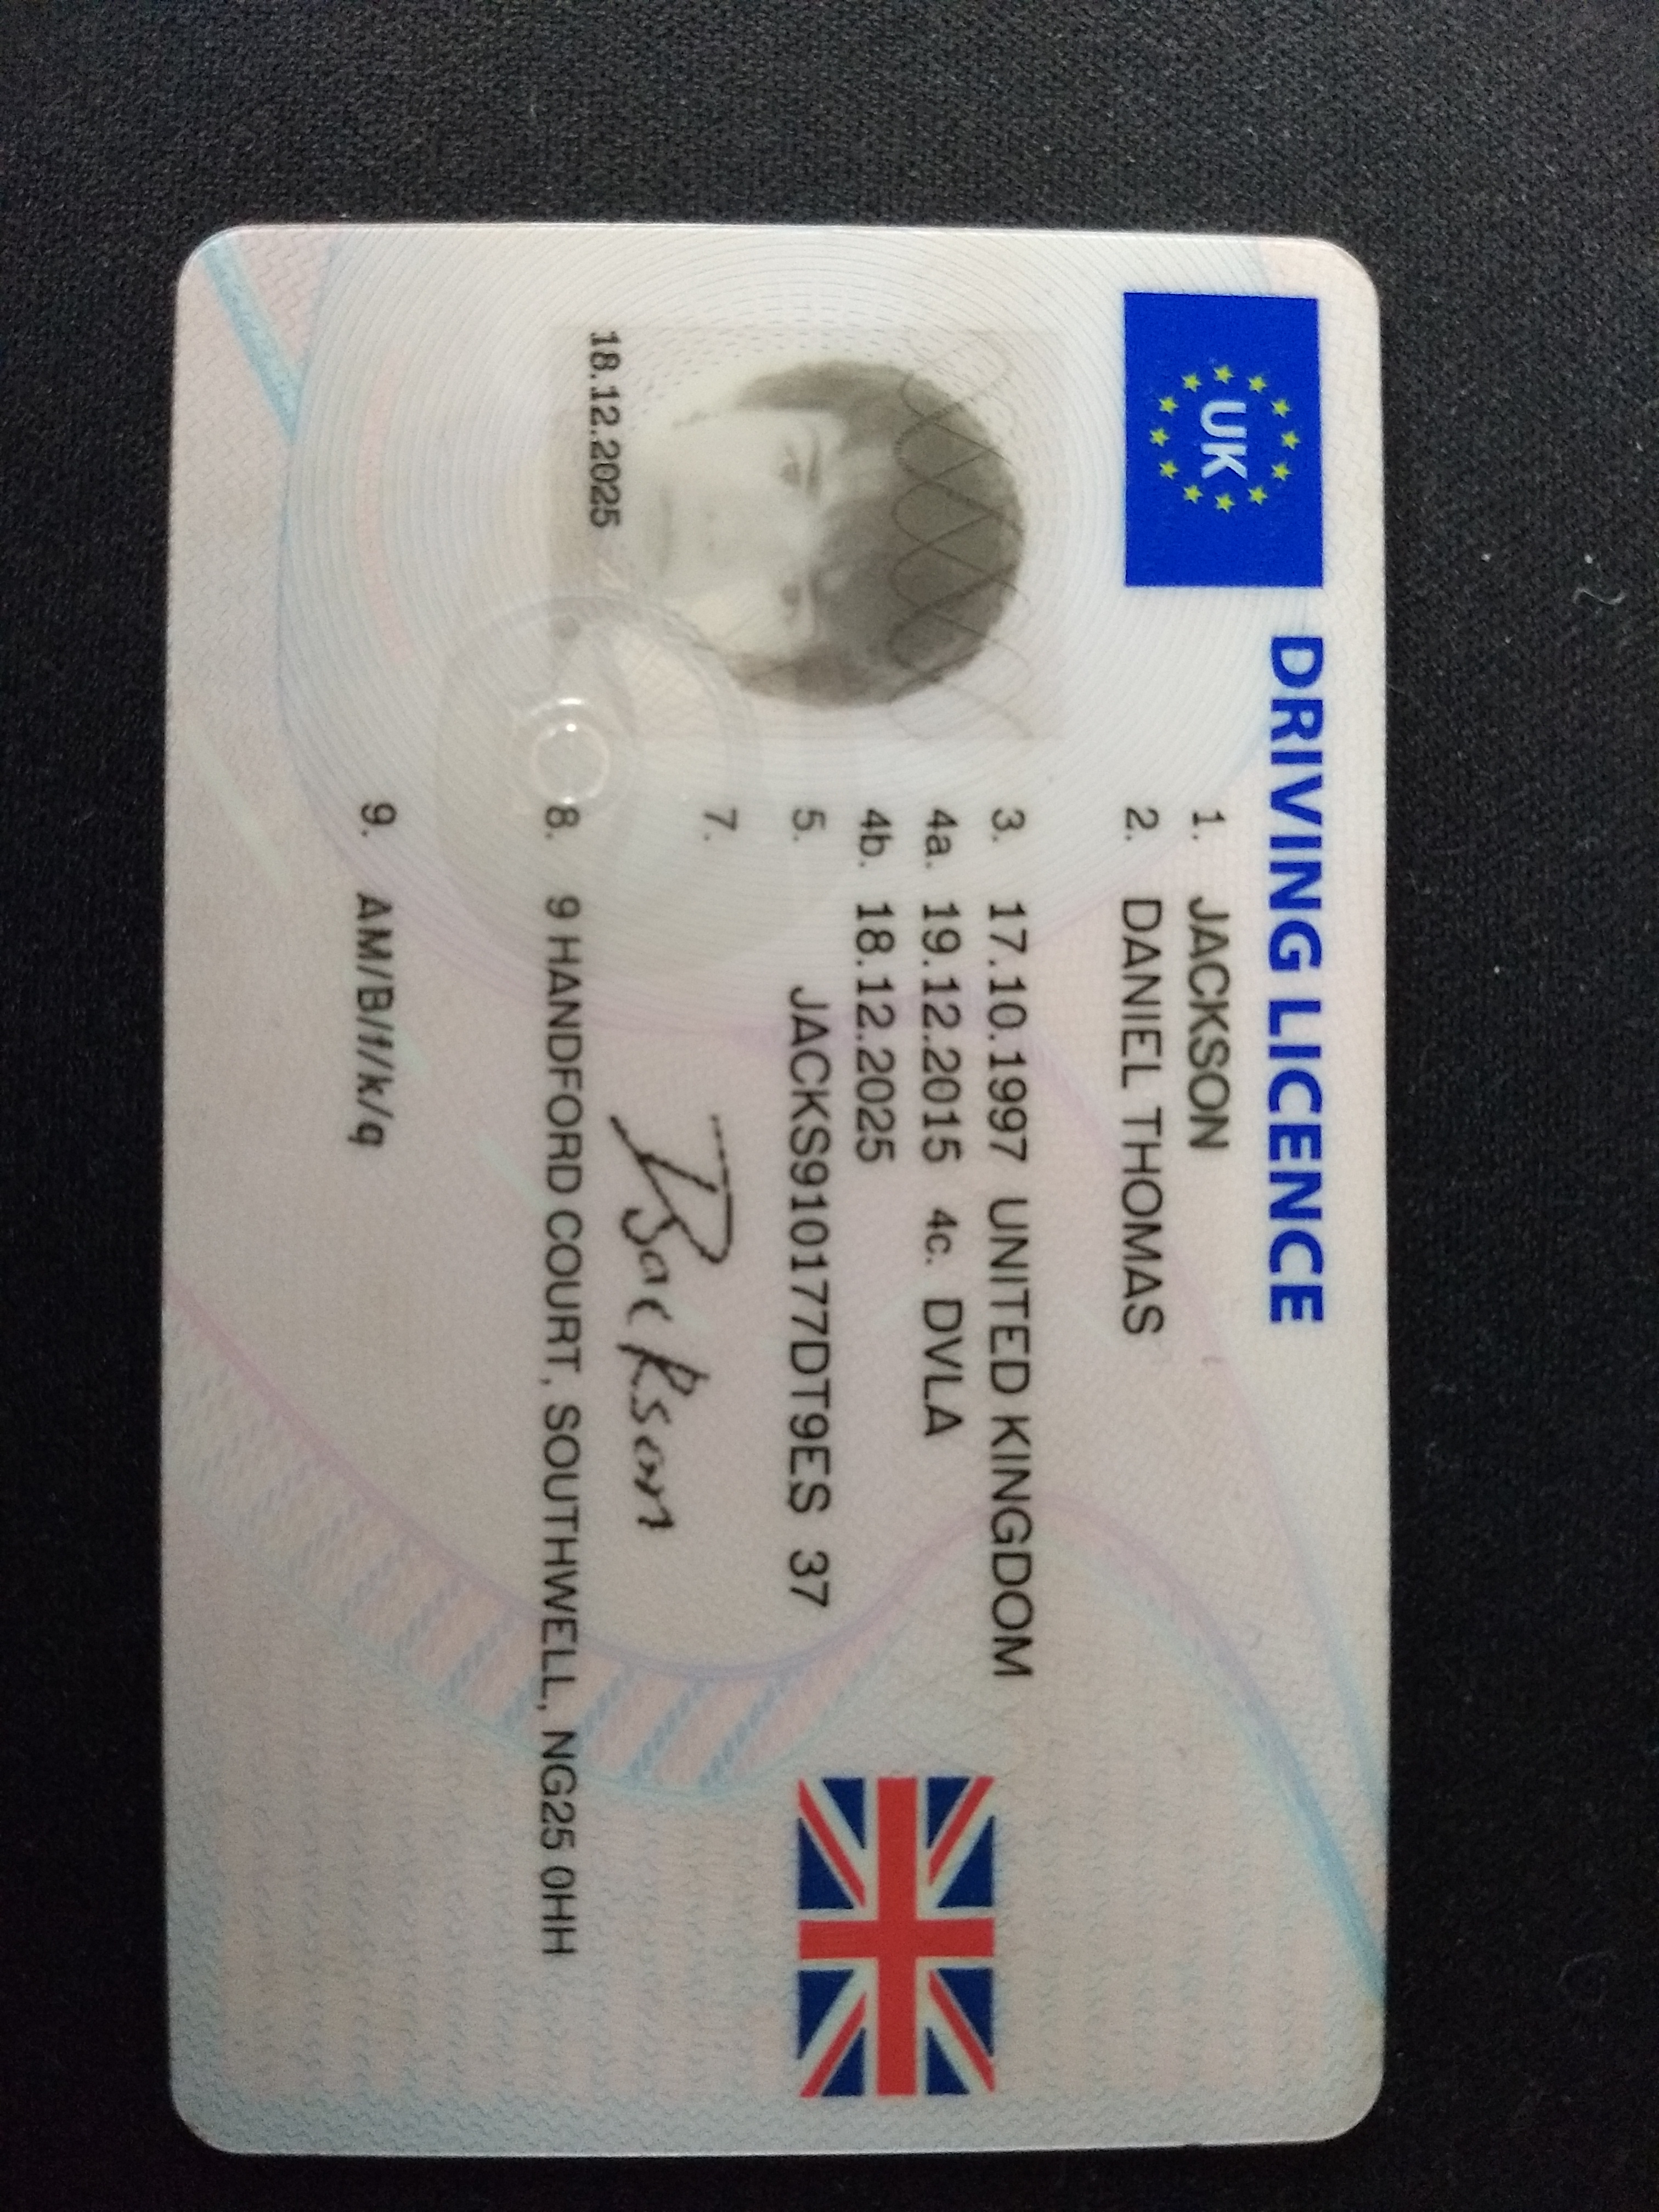 UK
DRIVING LICENCE
1. JACKSON
2. DANIEL THOMAS
3. 17.10.1997 UNITED KINGDOM
4a. 19.12.2015 4c. DVLA
4b. 18.12.2025
5. JACKS910177DT9ES 37
7. DJackson
18.12.2025
8. 9 HANDFORD COURT, SOUTHWELL, NG25 0HH
9. AM/B/f/k/q